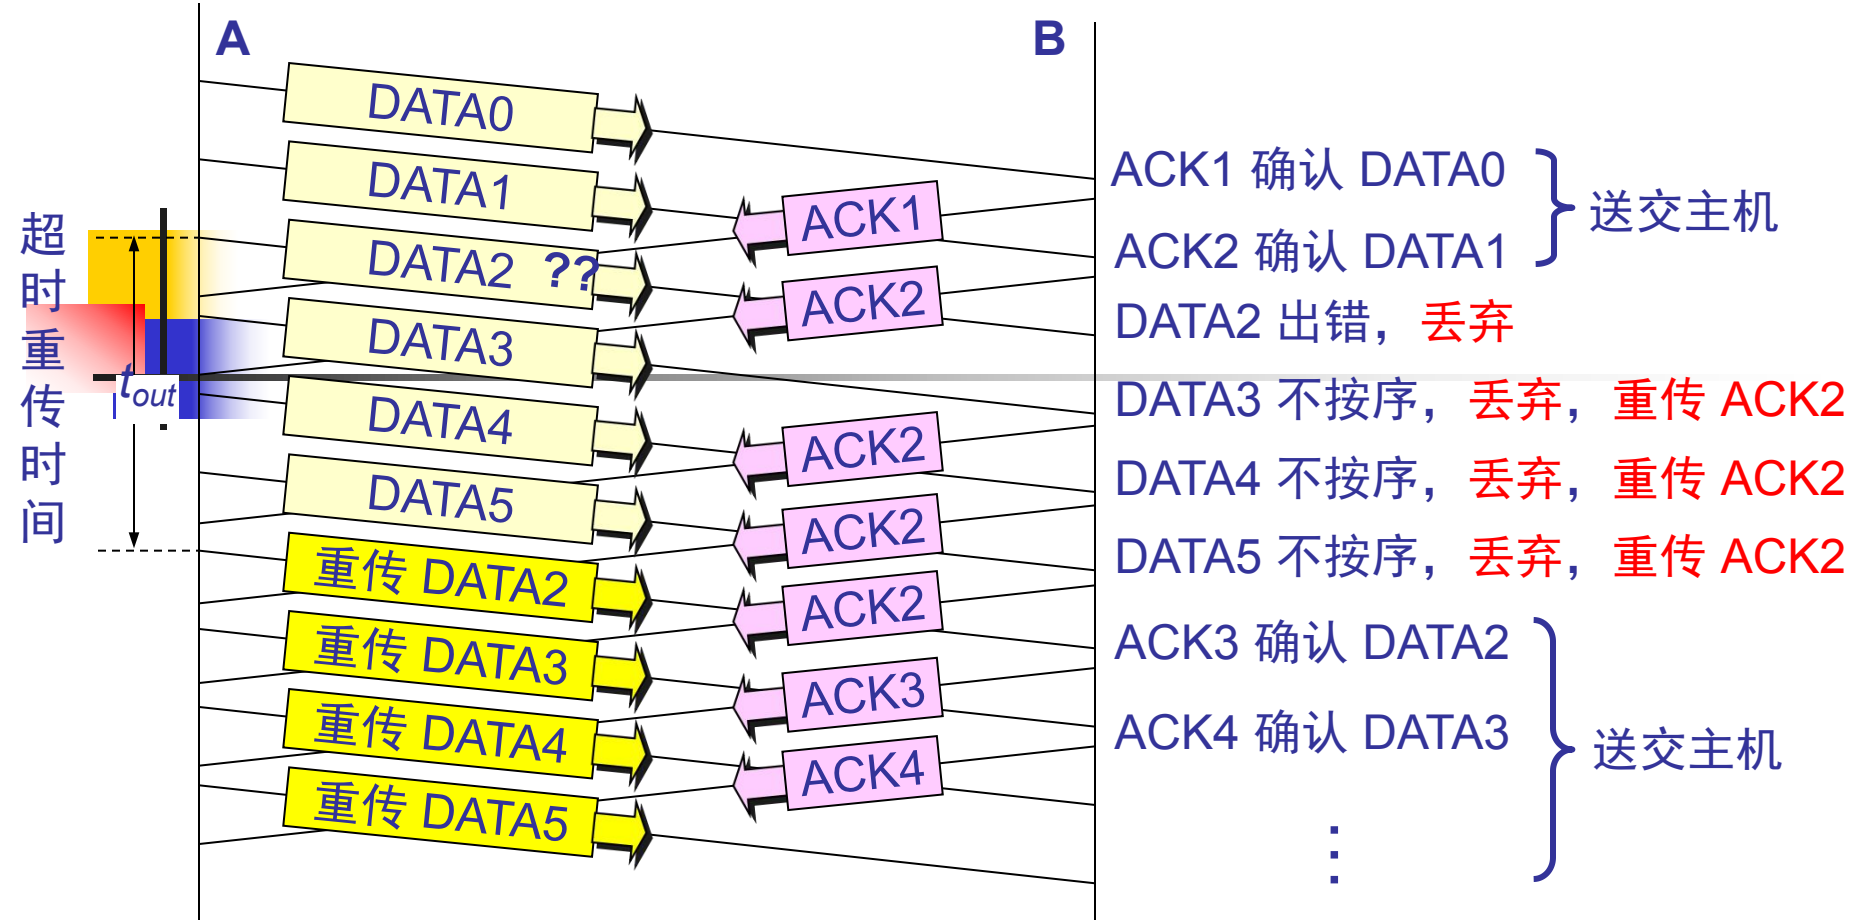 A
B
DATA0
DATA1
DATA2 ??
DATA3
DATA4
DATA5
重传 DATA2
重传 DATA3
重传 DATA4
重传 DATA5
ACK1
ACK2
ACK2
ACK2
ACK2
ACK3
ACK4
超时重传时间
tout
ACK1 确认 DATA0
ACK2 确认 DATA1
送交主机
DATA2 出错，丢弃
DATA3 不按序，丢弃，重传 ACK2
DATA4 不按序，丢弃，重传 ACK2
DATA5 不按序，丢弃，重传 ACK2
ACK3 确认 DATA2
ACK4 确认 DATA3
送交主机
⋮